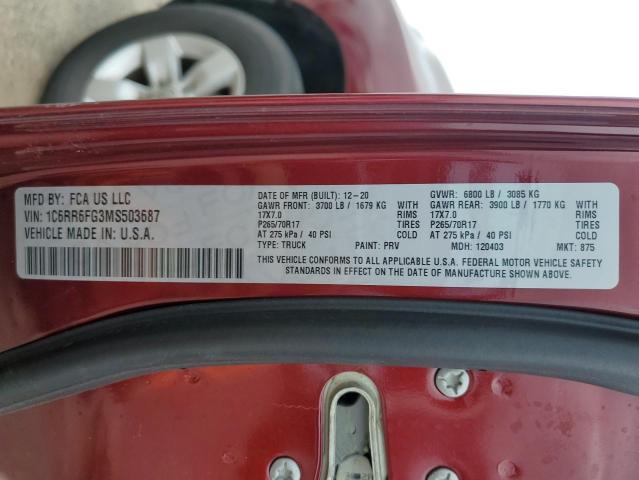 MFD BY: FCA US LLC
VIN: 1C6RR6FG3MS503687
VEHICLE MADE IN: U.S.A.
DATE OF MFR (BUILT): 12-20
GVWR: 6800 LB / 3085 KG
GAWR FRONT: 3700 LB / 1679 KG WITH
GAWR REAR: 3900 LB / 1770 KG WITH
17X7.0 RIMS
17X7.0 RIMS
P265/70R17 TIRES
P265/70R17 TIRES
AT 275 kPa / 40 PSI COLD
AT 275 kPa / 40 PSI COLD
TYPE: TRUCK PAINT: PRV MDH: 120403 MKT: 875
THIS VEHICLE CONFORMS TO ALL APPLICABLE U.S.A. FEDERAL MOTOR VEHICLE SAFETY
STANDARDS IN EFFECT ON THE DATE OF MANUFACTURE SHOWN ABOVE.